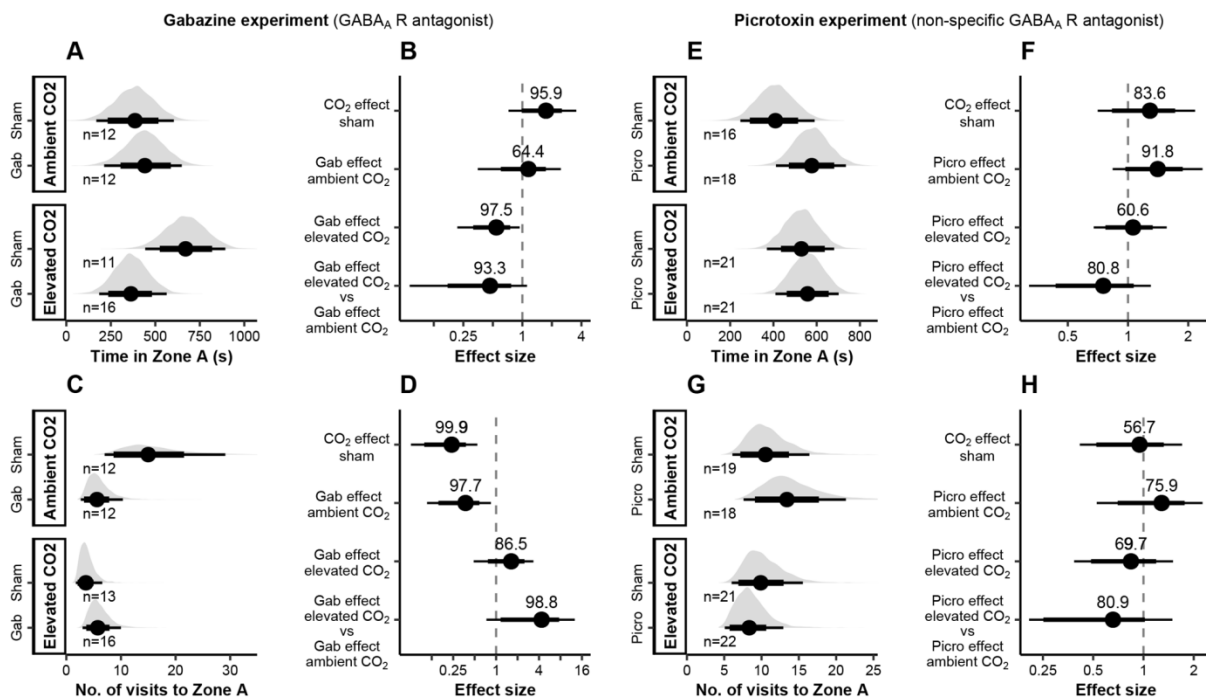 Gabazine experiment (GABA_A R antagonist)
Picrotoxin experiment (non-specific GABA_A R antagonist)
A
Ambient CO2
Sham
n=12
Gab
n=12
Elevated CO2
Sham
n=11
Gab
n=16
0 250 500 750 1000
Time in Zone A (s)
B
CO₂ effect
sham
95.9
Gab effect
ambient CO₂
64.4
Gab effect
elevated CO₂
97.5
Gab effect
elevated CO₂
vs
Gab effect
ambient CO₂
93.3
0.25 1 4
Effect size
E
Ambient CO2
Sham
n=16
Picro
n=18
Elevated CO2
Sham
n=21
Picro
n=21
0 200 400 600 800
Time in Zone A (s)
F
CO₂ effect
sham
83.6
Picro effect
ambient CO₂
91.8
Picro effect
elevated CO₂
60.6
Picro effect
elevated CO₂
vs
Picro effect
ambient CO₂
80.8
0.5 1 2
Effect size
C
Ambient CO2
Sham
n=12
Gab
n=12
Elevated CO2
Sham
n=13
Gab
n=16
0 10 20 30
No. of visits to Zone A
D
CO₂ effect
sham
99.9
Gab effect
ambient CO₂
97.7
Gab effect
elevated CO₂
86.5
Gab effect
elevated CO₂
vs
Gab effect
ambient CO₂
98.8
0.25 1 4 16
Effect size
G
Ambient CO2
Sham
n=19
Picro
n=18
Elevated CO2
Sham
n=21
Picro
n=22
5 10 15 20 25
No. of visits to Zone A
H
CO₂ effect
sham
56.7
Picro effect
ambient CO₂
75.9
Picro effect
elevated CO₂
69.7
Picro effect
elevated CO₂
vs
Picro effect
ambient CO₂
80.9
0.25 0.5 1 2
Effect size